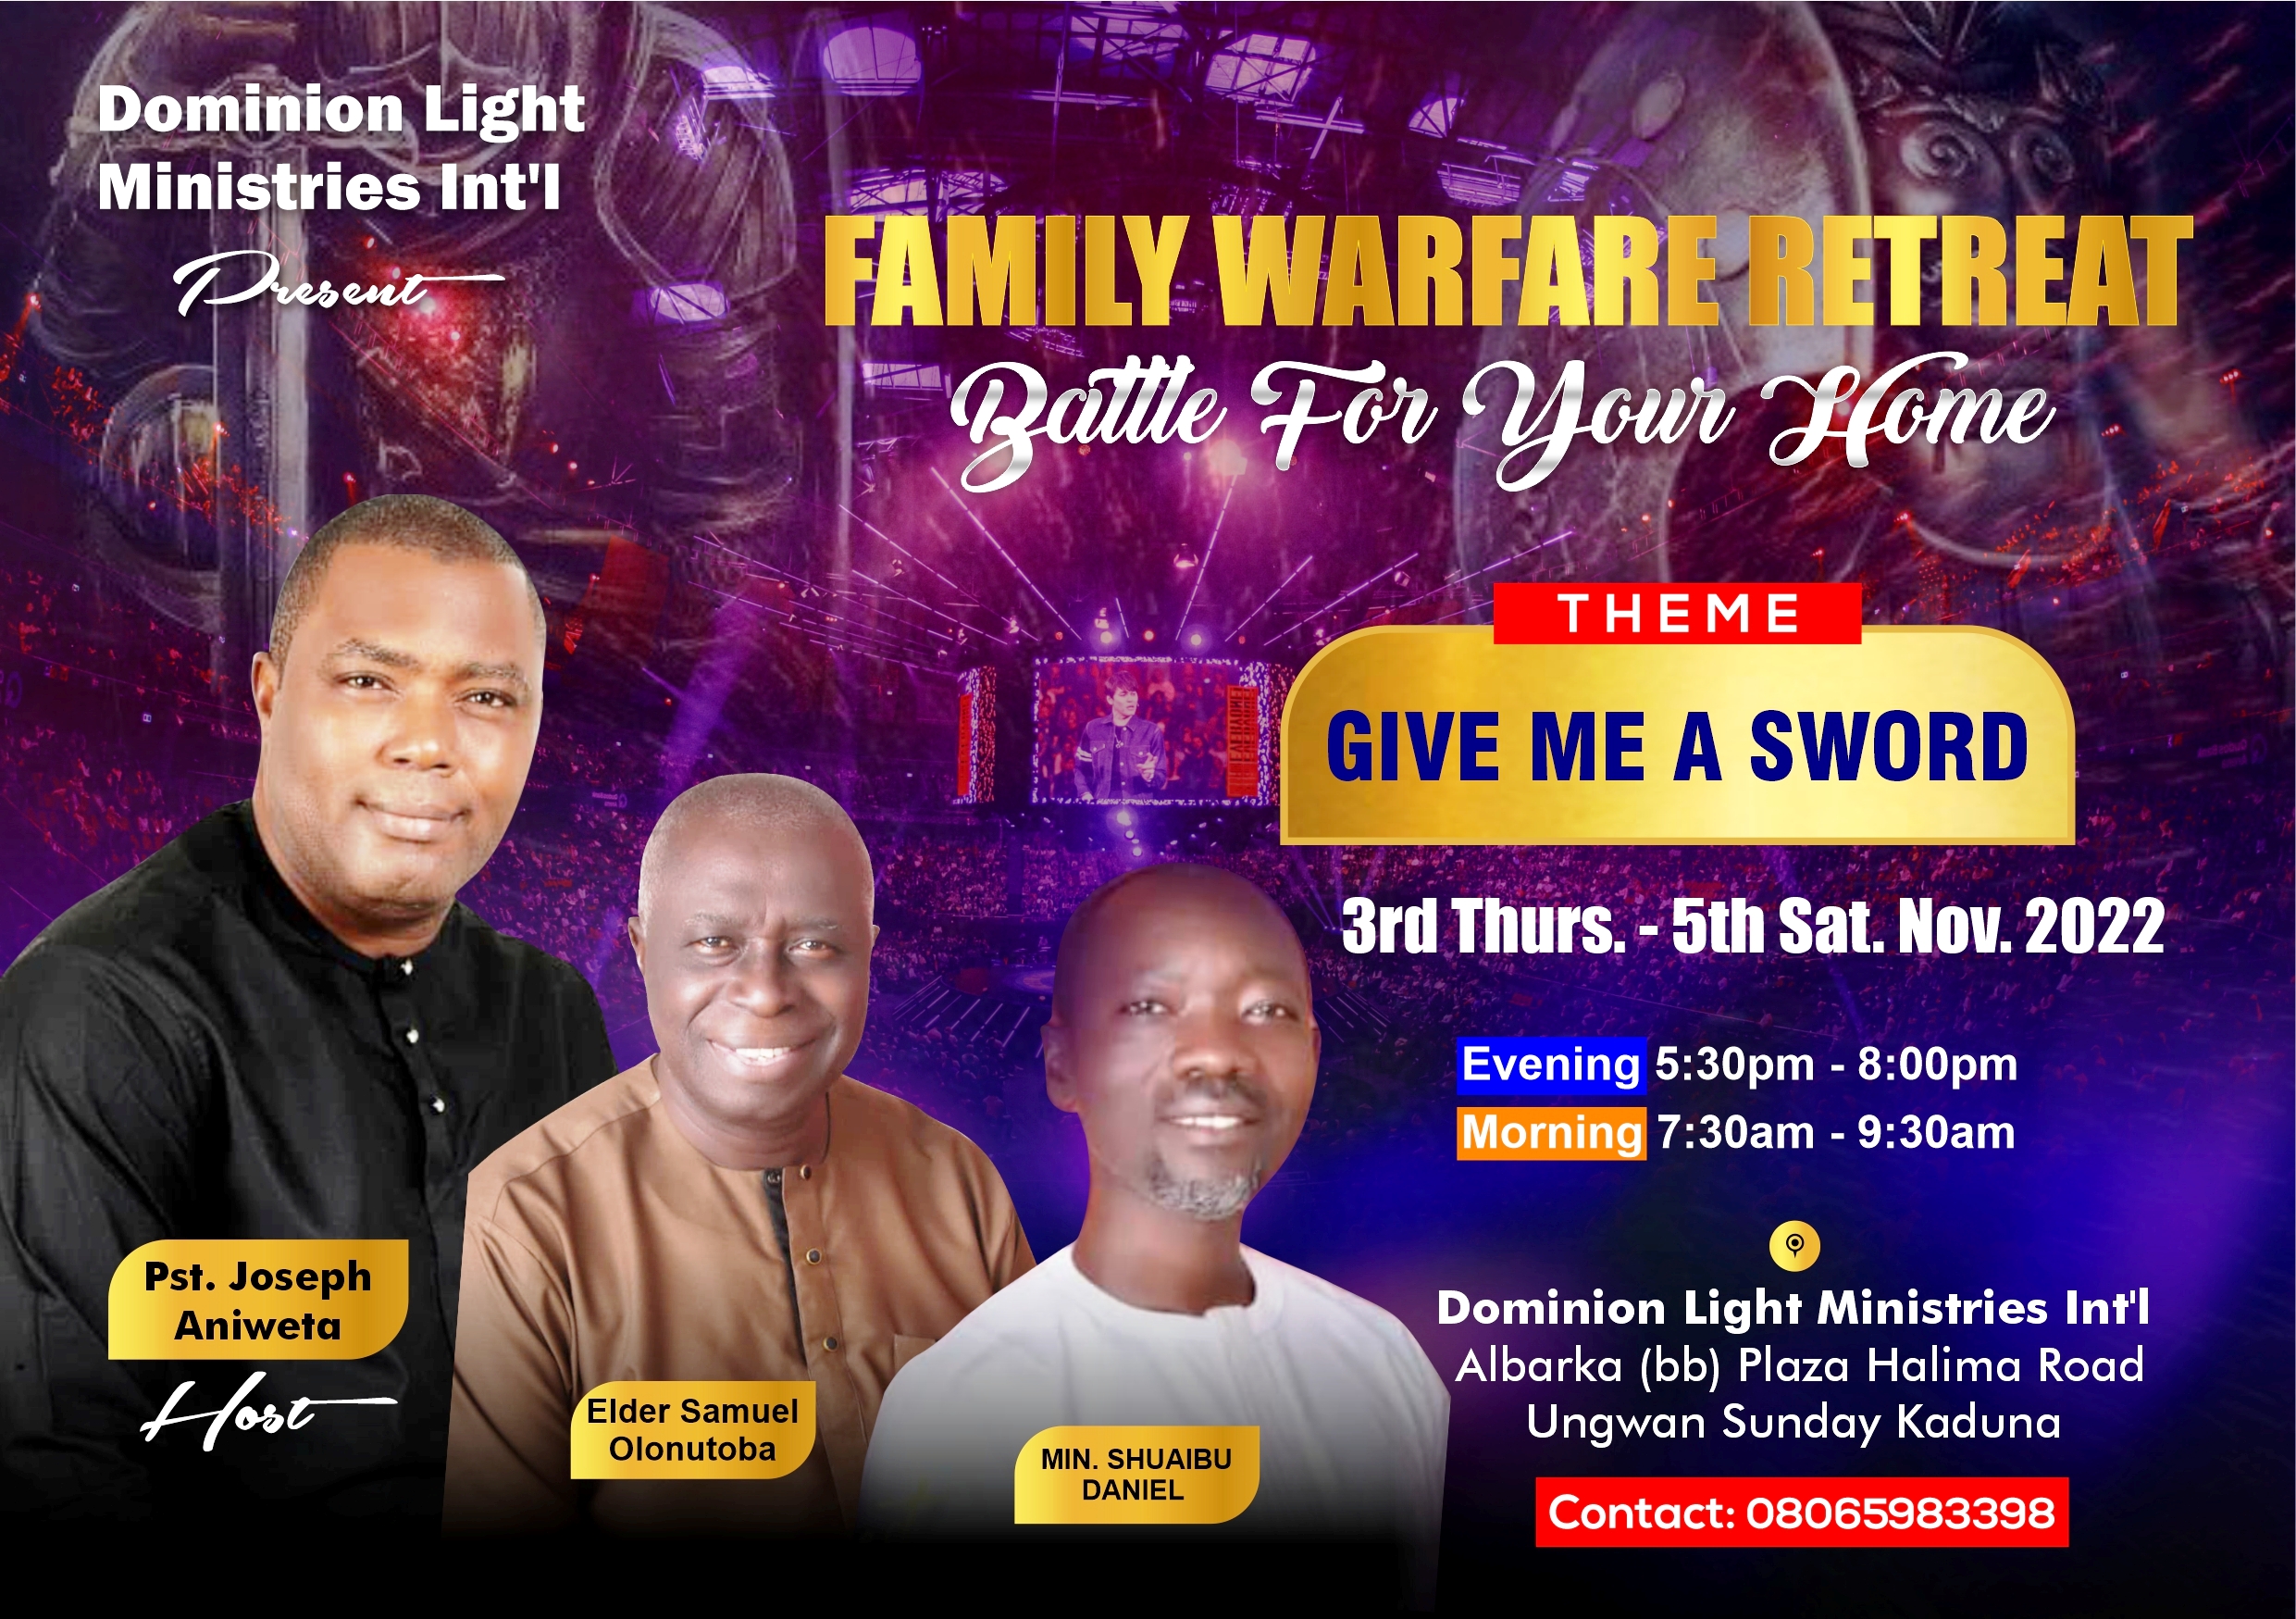 Dominion Light
Ministries Int'l
Present
FAMILY WARFARE RETREAT
Battle For Your Home
THEME
GIVE ME A SWORD
3rd Thurs. - 5th Sat. Nov. 2022
Evening 5:30pm - 8:00pm
Morning 7:30am - 9:30am
Dominion Light Ministries Int'l
Albarka (bb) Plaza Halima Road
Ungwan Sunday Kaduna
Contact: 08065983398
Pst. Joseph
Aniweta
Host
Elder Samuel
Olonutoba
MIN. SHUAIBU
DANIEL